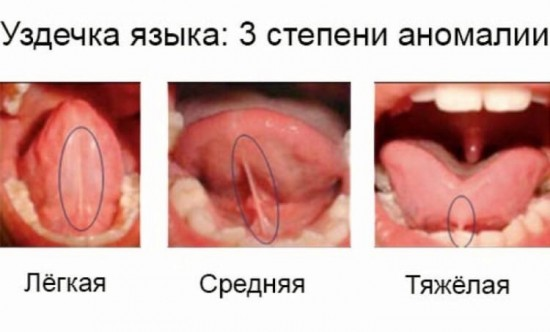 Уздечка языка: 3 степени аномалии
Лёгкая
Средняя
Тяжёлая